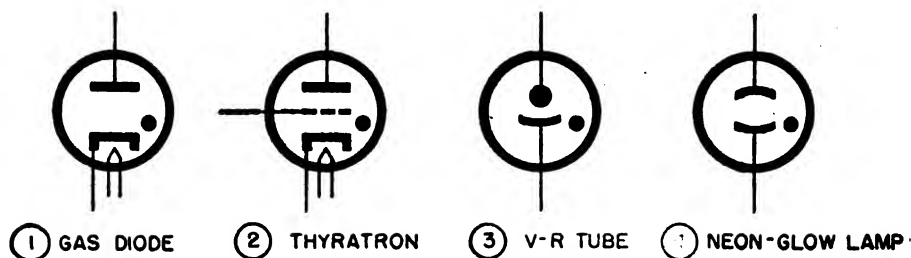 1 GAS DIODE
2 THYRATRON
3 V-R TUBE
NEON-GLOW LAMP